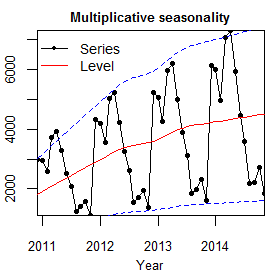 Multiplicative seasonality
Series
Level
6000
4000
2000
2011 2012 2013 2014
Year